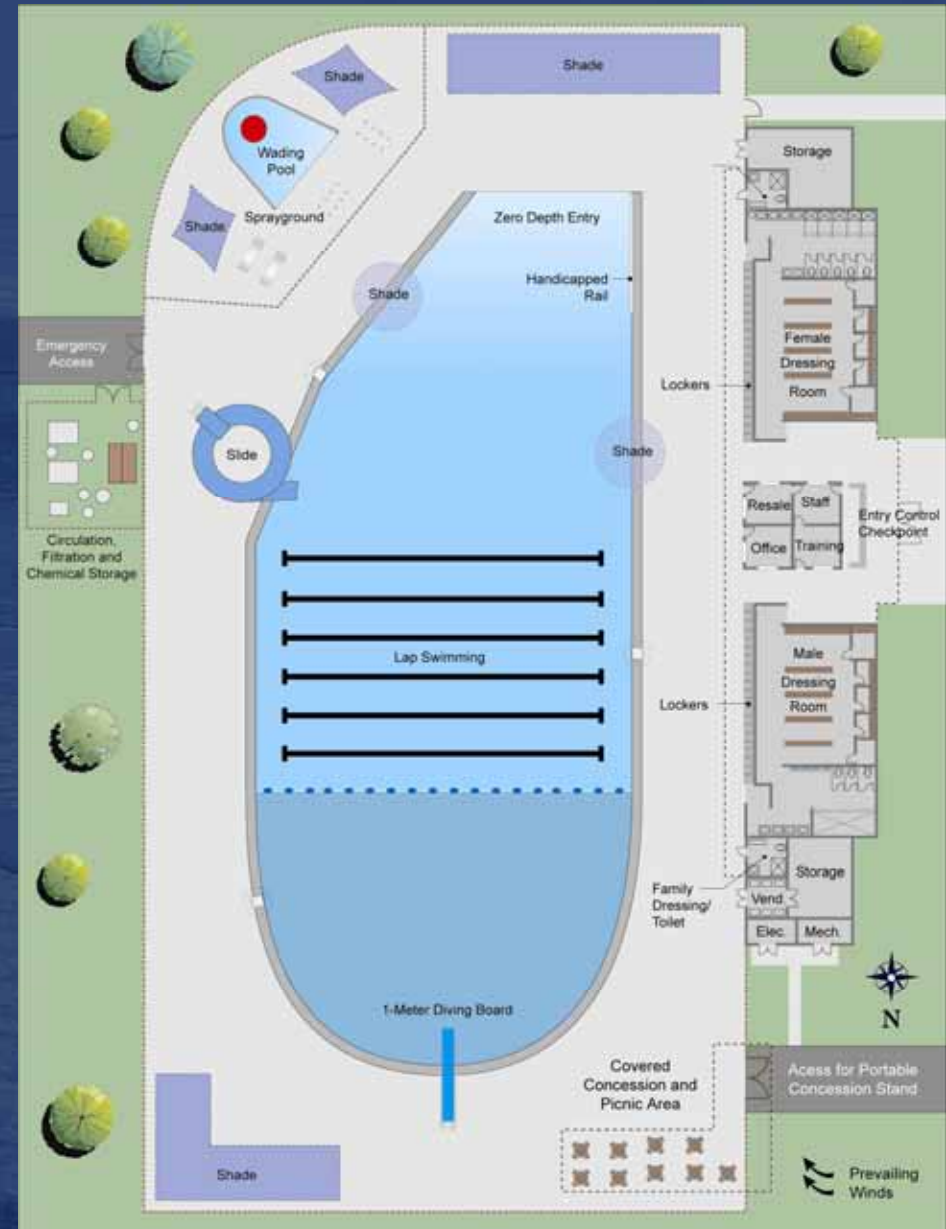 Shade
Shade
Storage
Wading
Pool
Sprayground
Shade
Zero Depth Entry
Handicapped
Rail
Shade
Emergency
Access
Female
Dressing
Room
Lockers
Slide
Shade
Resale
Staff
Office
Training
Entry Control
Checkpoint
Circulation,
Filtration and
Chemical Storage
Lap Swimming
Male
Dressing
Room
Lockers
Family
Dressing/
Toilet
Storage
Vend.
Elec.
Mech.
N
1-Meter Diving Board
Covered
Concession and
Picnic Area
Acess for Portable
Concession Stand
Shade
Prevailing
Winds